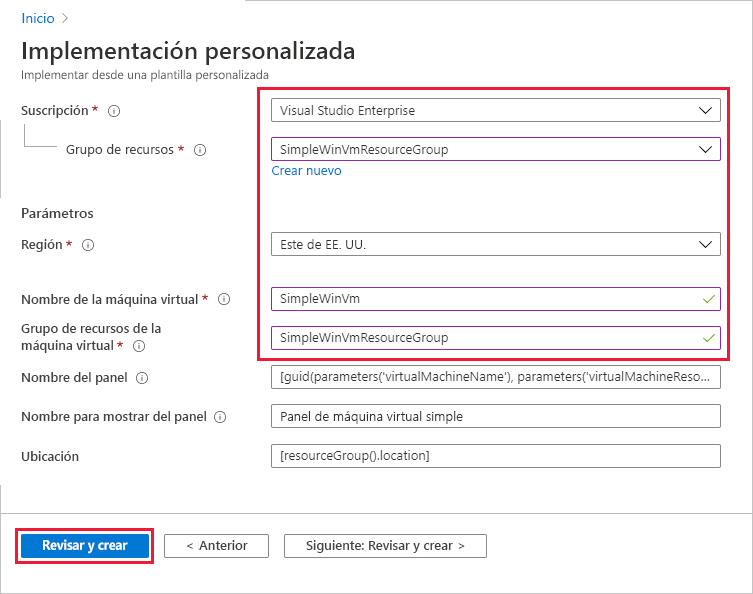 Inicio >
Implementación personalizada
Implementar desde una plantilla personalizada
Suscripción *
Visual Studio Enterprise
Grupo de recursos *
SimpleWinVmResourceGroup
Crear nuevo
Parámetros
Región *
Este de EE. UU.
Nombre de la máquina virtual *
SimpleWinVm
Grupo de recursos de la
máquina virtual *
SimpleWinVmResourceGroup
Nombre del panel
[guid(parameters('virtualMachineName'), parameters('virtualMachineReso...
Nombre para mostrar del panel
Panel de máquina virtual simple
Ubicación
[resourceGroup().location]
Revisar y crear
< Anterior
Siguiente: Revisar y crear >